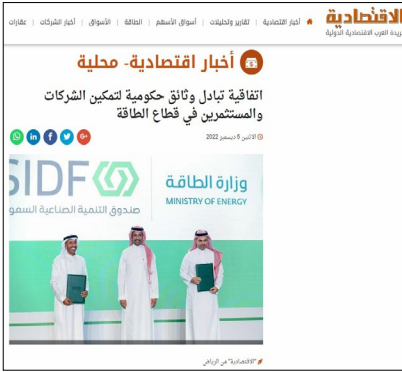 الاقتصادية
جريدة العرب الاقتصادية الدولية
أخبار اقتصادية | تقارير وتحليلات | أسواق الأسهم | الطاقة | الأسواق | أخبار الشركات | عقارات
أخبار اقتصادية- محلية
اتفاقية تبادل وثائق حكومية لتمكين الشركات
والمستثمرين في قطاع الطاقة
الاثنين 5 ديسمبر 2022
SIDF
صندوق التنمية الصناعية السعو
وزارة الطاقة
MINISTRY OF ENERGY
"الاقتصادية" من الرياض